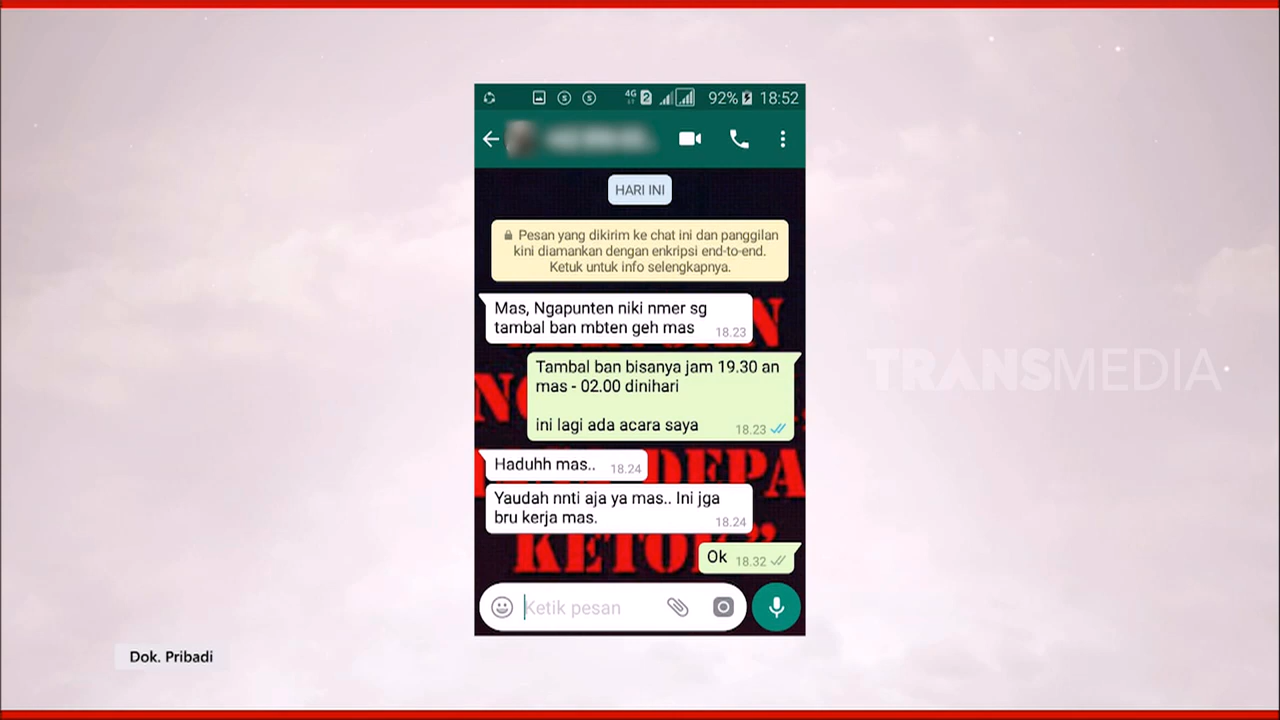 4G
2
92%
18:52
HARI INI
Pesan yang dikirim ke chat ini dan panggilan
kini diamankan dengan enkripsi end-to-end.
Ketuk untuk info selengkapnya.
Mas, Ngapunten niki nmer sg
tambal ban mbten geh mas 18.23
Tambal ban bisanya jam 19.30 an
mas - 02.00 dinihari
ini lagi ada acara saya 18.23
Haduhh mas.. 18.24
Yaudah nnti aja ya mas.. Ini jga
bru kerja mas. 18.24
Ok 18.32
Ketik pesan
TRANSMEDIA
Dok. Pribadi